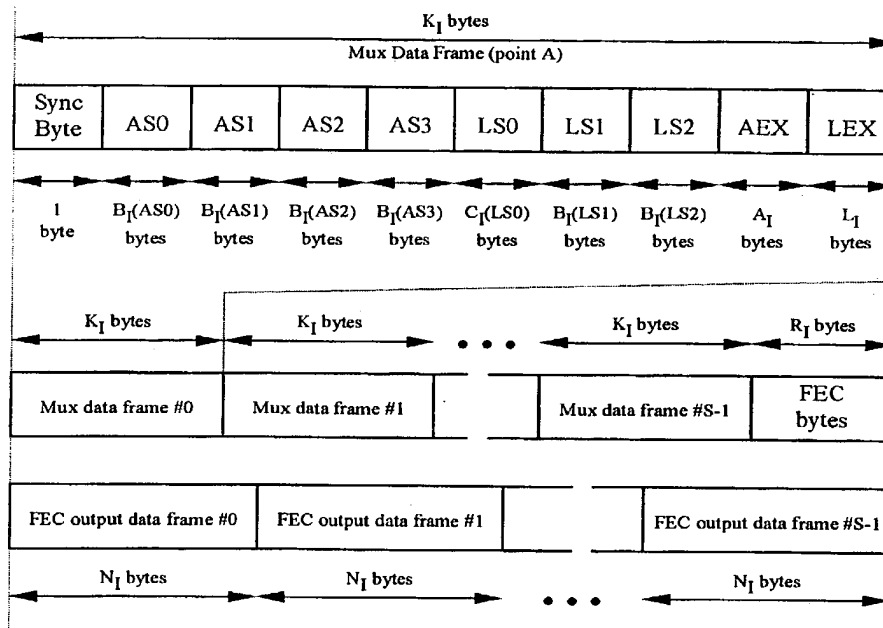 K_I bytes
Mux Data Frame (point A)
Sync Byte AS0 AS1 AS2 AS3 LS0 LS1 LS2 AEX LEX
1 byte B_I(AS0) bytes B_I(AS1) bytes B_I(AS2) bytes B_I(AS3) bytes C_I(LS0) bytes B_I(LS1) bytes B_I(LS2) bytes A_I bytes L_I bytes
K_I bytes K_I bytes • • • K_I bytes R_I bytes
Mux data frame #0 Mux data frame #1 Mux data frame #S-1 FEC bytes
FEC output data frame #0 FEC output data frame #1 FEC output data frame #S-1
N_I bytes N_I bytes • • • N_I bytes